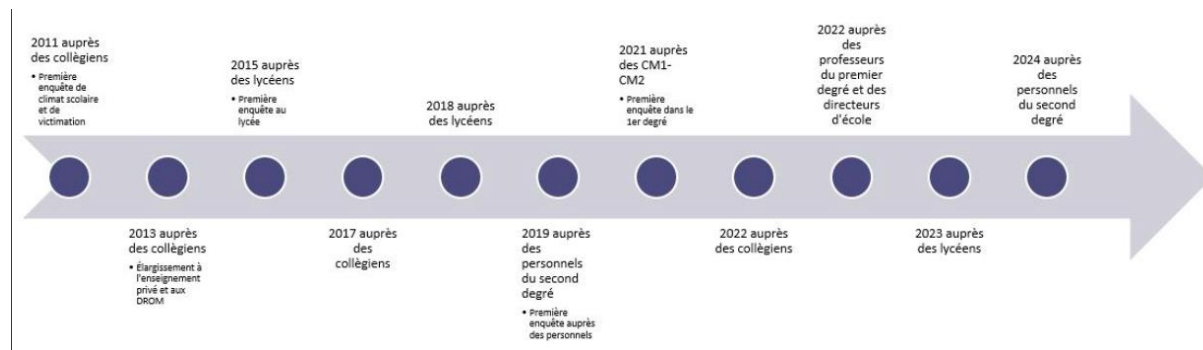 2011 auprès
des collègiens
• Première
enquête de
climat scolaire
et de
victimation
2013 auprès
des collègiens
• Élargissement à
l'enseignement
privé et aux
DROM
2015 auprès
des lycéens
• Première
enquête au
lycée
2017 auprès
des
collègiens
2018 auprès
des lycéens
2019 auprès
des
personnels
du second
degré
• Première
enquête auprès
des personnels
2021 auprès
des CM1-
CM2
• Première
enquête dans le
1er degré
2022 auprès
des collègiens
2022 auprès
des
professeurs
du premier
degré et des
directeurs
d'école
2023 auprès
des lycéens
2024 auprès
des
personnels
du second
degré